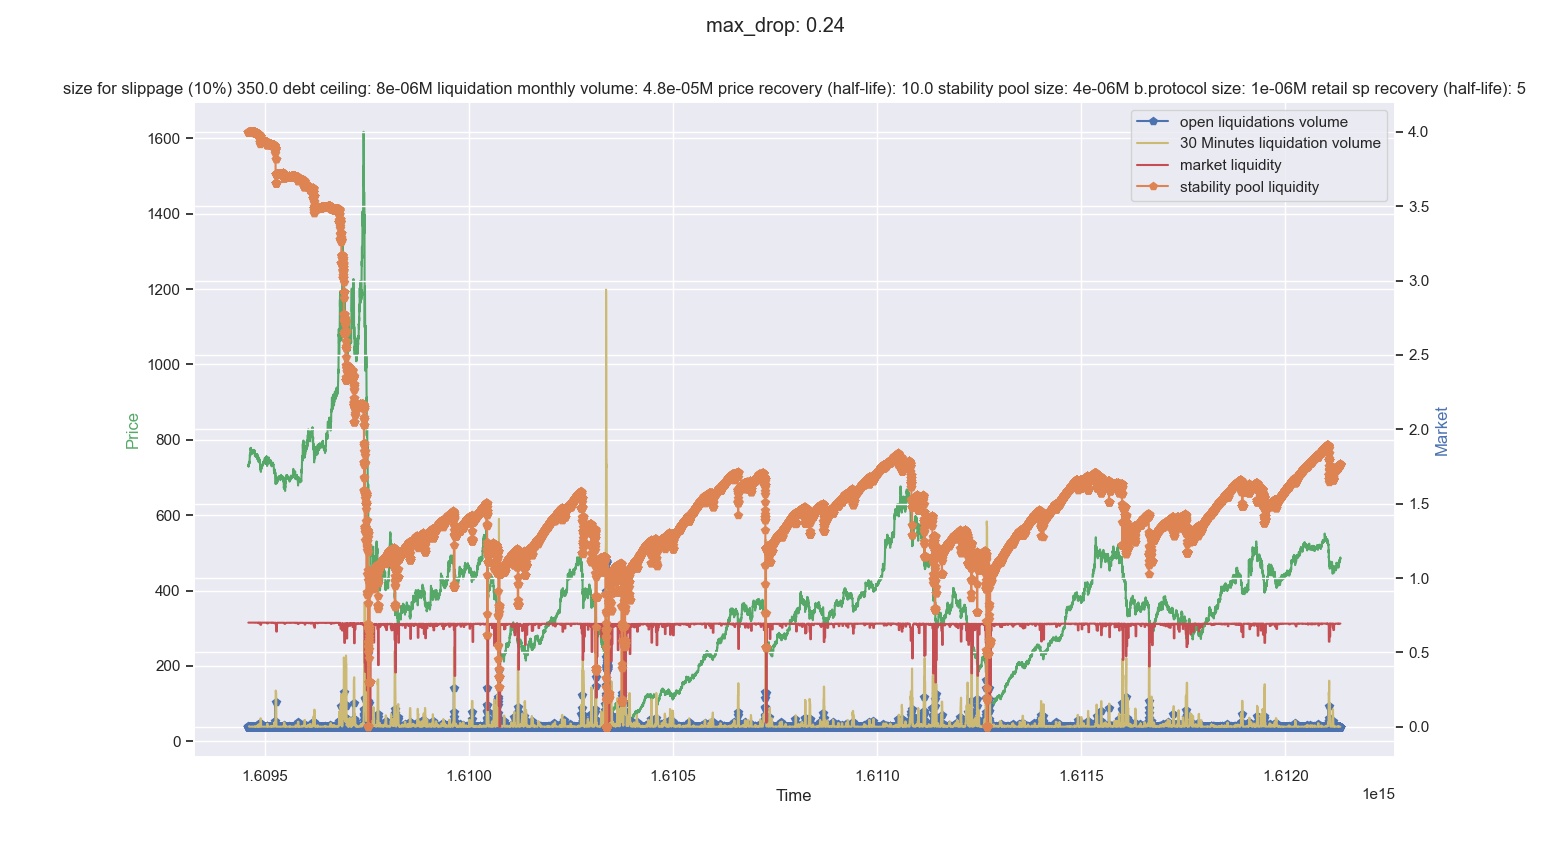 max_drop: 0.24
size for slippage (10%) 350.0 debt ceiling: 8e-06M liquidation monthly volume: 4.8e-05M price recovery (half-life): 10.0 stability pool size: 4e-06M b.protocol size: 1e-06M retail sp recovery (half-life): 5
open liquidations volume
30 Minutes liquidation volume
market liquidity
stability pool liquidity
1600
1400
1200
1000
800
600
400
200
0
Price
4.0
3.5
3.0
2.5
2.0
1.5
1.0
0.5
0.0
Market
1.6095 1.6100 1.6105 1.6110 1.6115 1.6120
Time
1e15